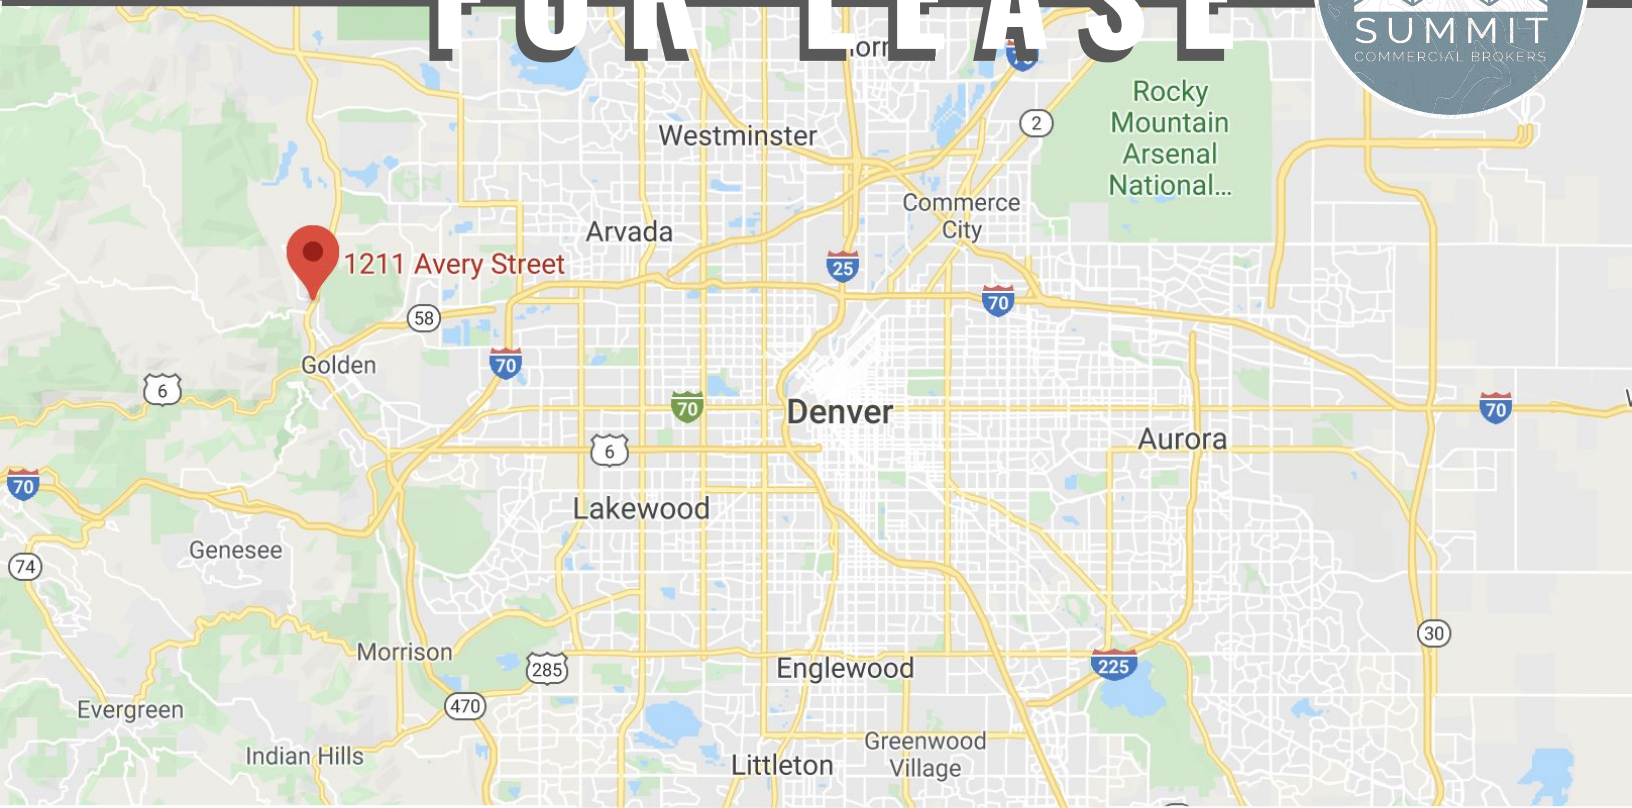 FOR LEASE
SUMMIT
COMMERCIAL BROKERS
Rocky
Mountain
Arsenal
National...
2
Westminster
Commerce
City
Arvada
25
1211 Avery Street
70
58
Golden
70
6
70
Denver
70
6
Aurora
70
Lakewood
Genesee
74
30
Morrison
285
Englewood
225
470
Evergreen
Greenwood
Village
Indian Hills
Littleton